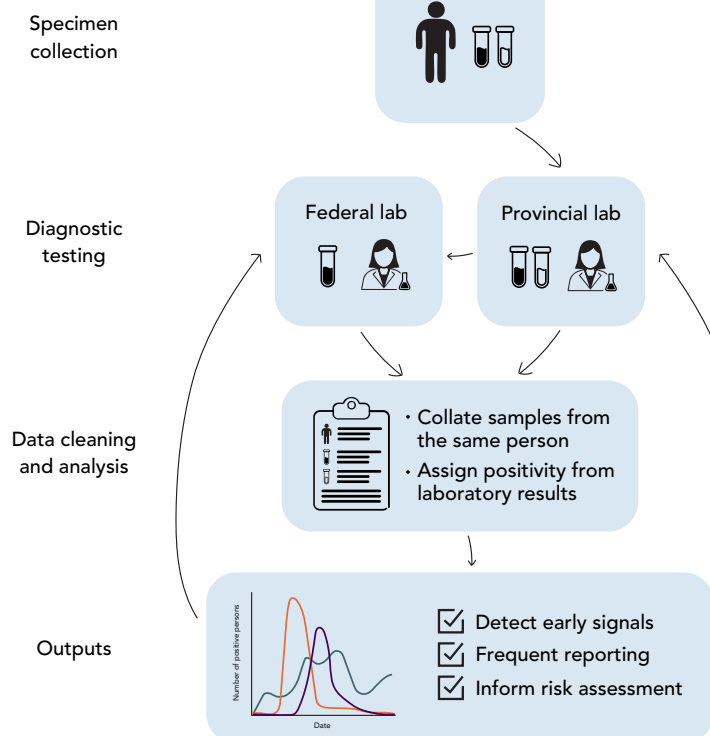 Specimen
collection
Diagnostic
testing
Federal lab
Provincial lab
Data cleaning
and analysis
· Collate samples from
the same person
· Assign positivity from
laboratory results
Outputs
Number of positive persons
Date
Detect early signals
Frequent reporting
Inform risk assessment